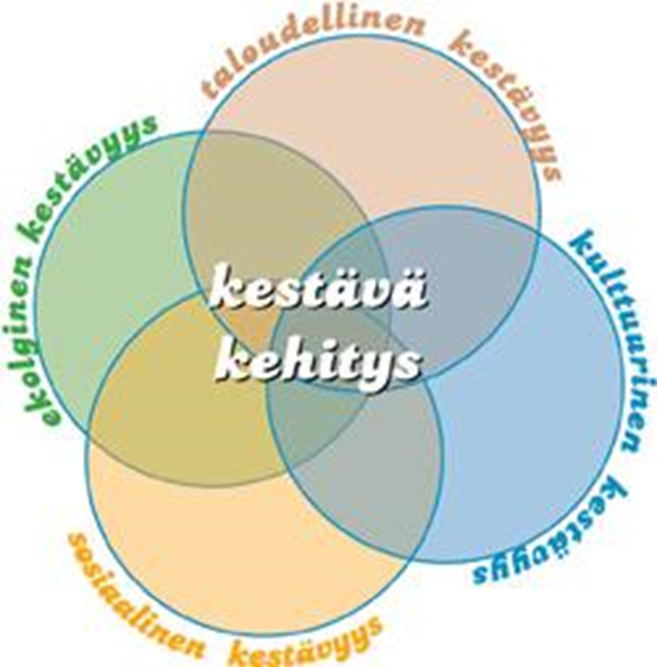 taloudellinen kestävyys
ekolginen kestävyys
kulttuurinen kestävyys
kestävä
kehitys
sosiaalinen kestävyys